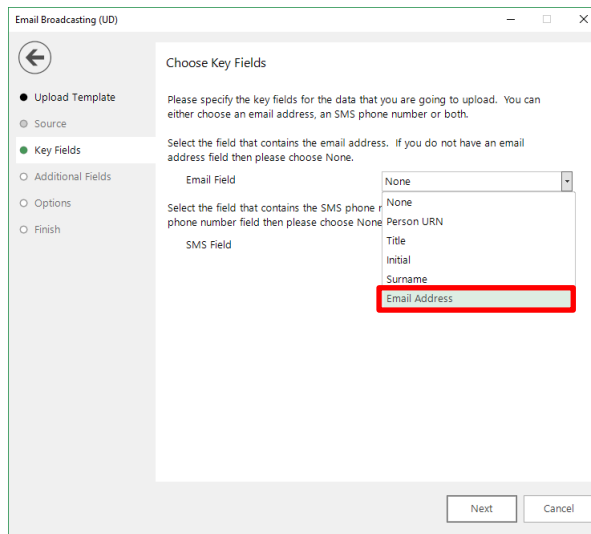 Email Broadcasting (UD)
Upload Template
Source
Key Fields
Additional Fields
Options
Finish
Choose Key Fields
Please specify the key fields for the data that you are going to upload.  You can
either choose an email address, an SMS phone number or both.
Select the field that contains the email address.  If you do not have an email
address field then please choose None.
Email Field
None
Select the field that contains the SMS phone
phone number field then please choose None
SMS Field
None
Person URN
Title
Initial
Surname
Email Address
Next
Cancel